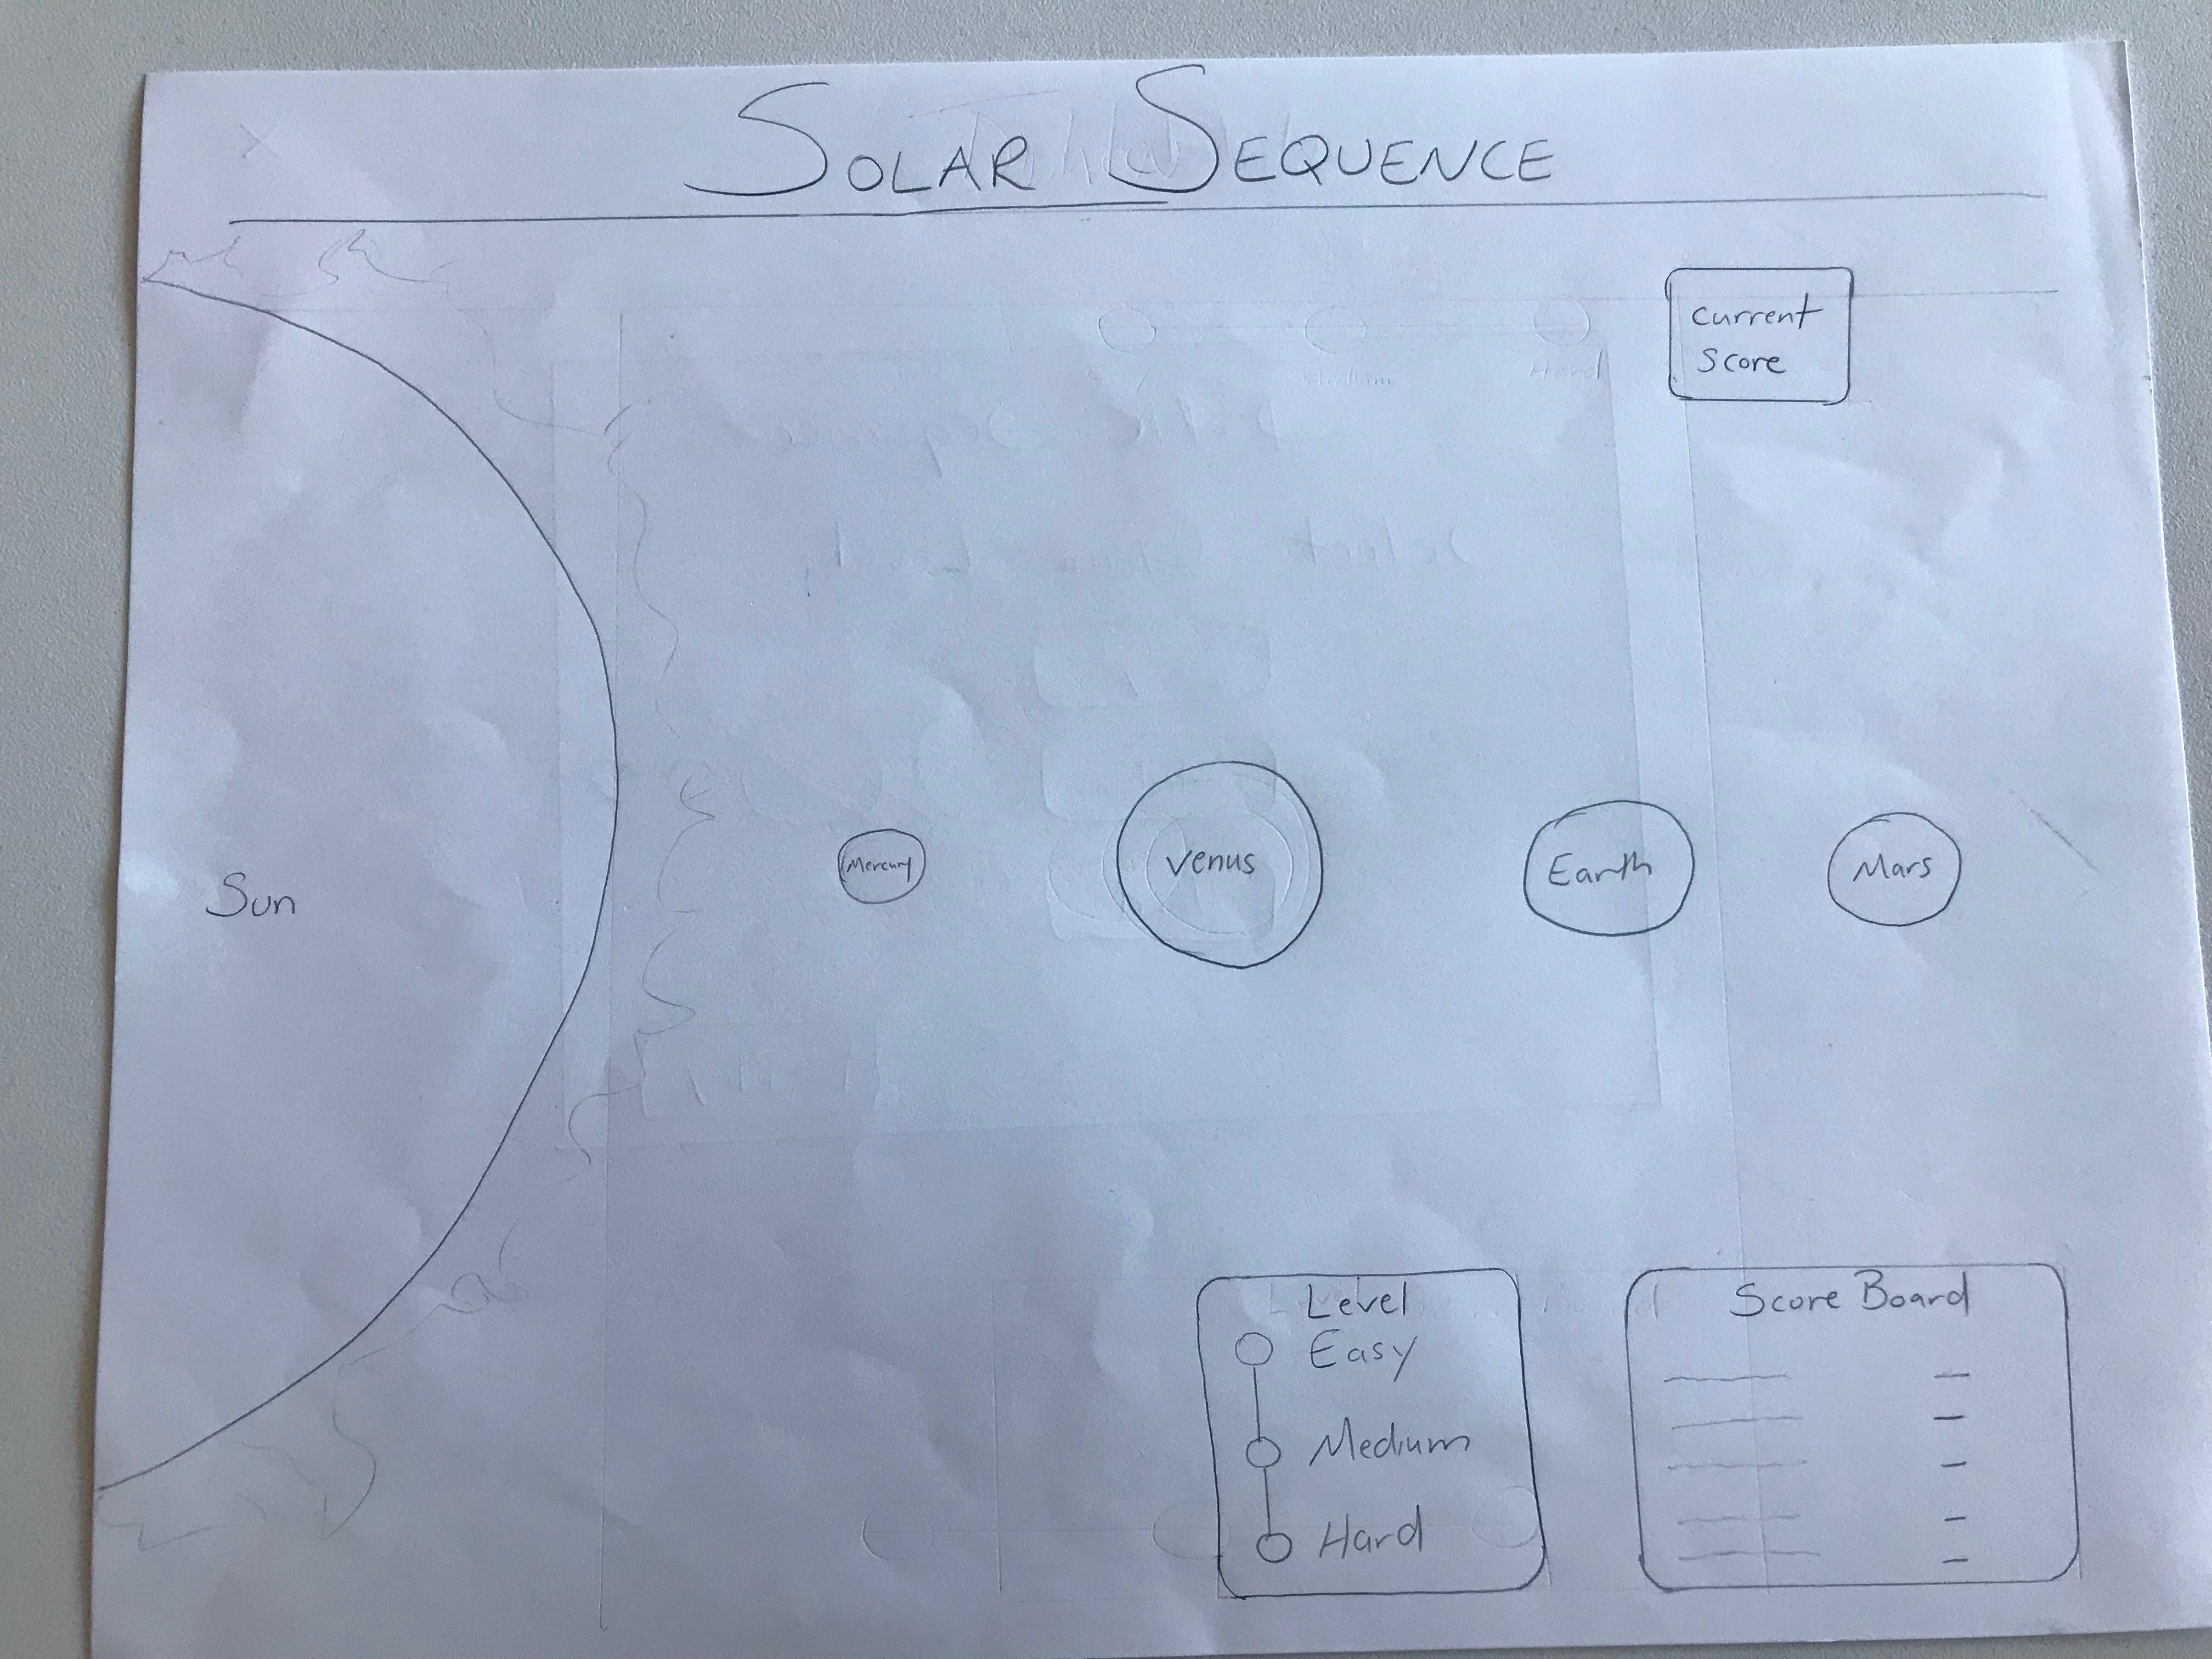 SOLAR SEQUENCE
Current
Score
Sun
Mercury
Venus
Earth
Mars
Level
Easy
Medium
Hard
Score Board